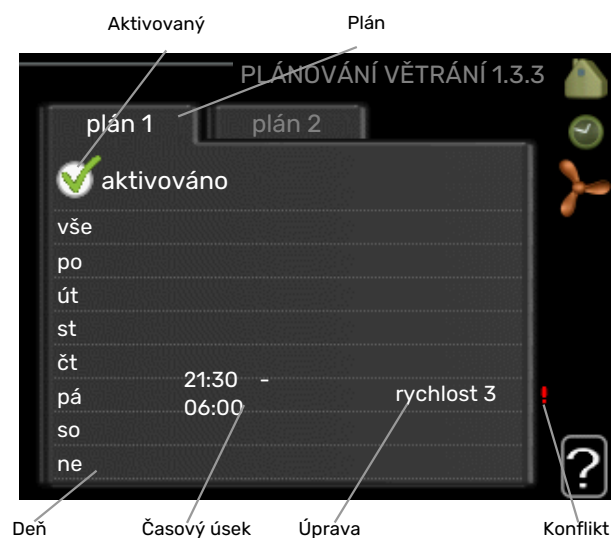 Aktivovaný Plán
PLÁNOVÁNÍ VĚTRÁNÍ 1.3.3
plán 1 plán 2
aktivováno
vše
po
út
st
čt
pá 21:30 - 06:00 rychlost 3 !
so
ne
?
Deň Časový úsek Úprava Konflikt